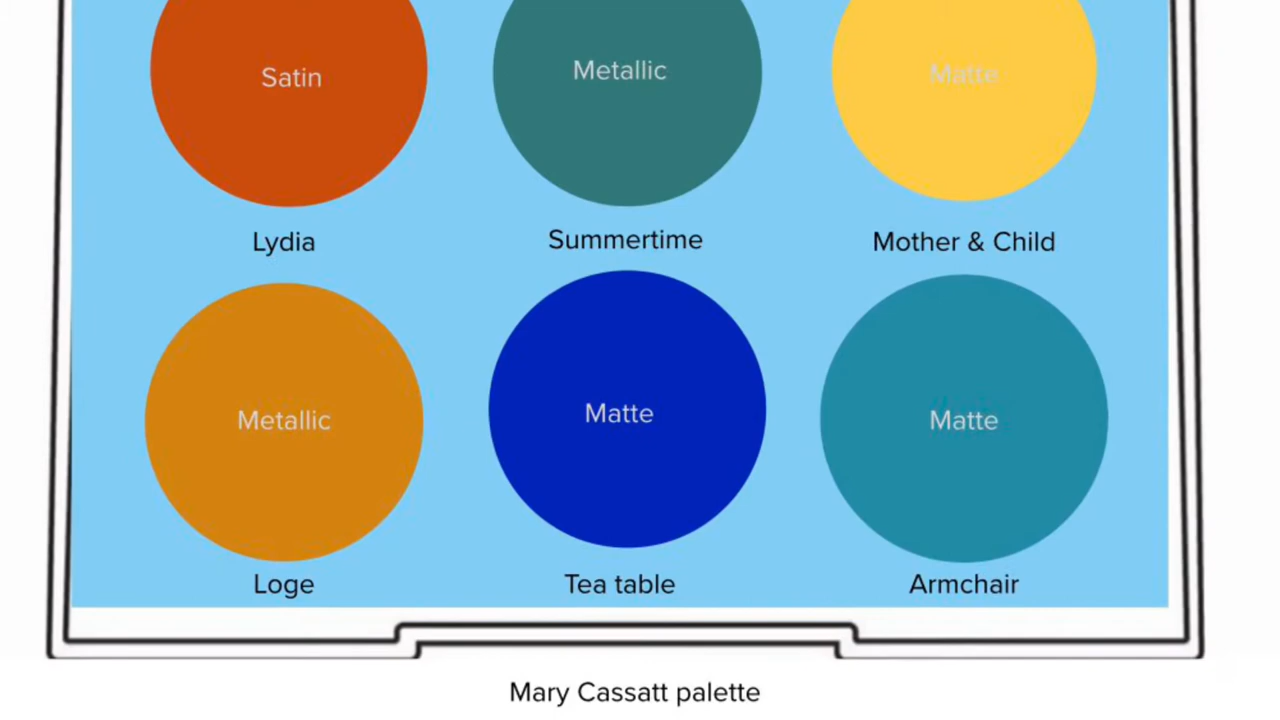 Satin
Metallic
Matte
Lydia
Summertime
Mother & Child
Metallic
Matte
Matte
Loge
Tea table
Armchair
Mary Cassatt palette